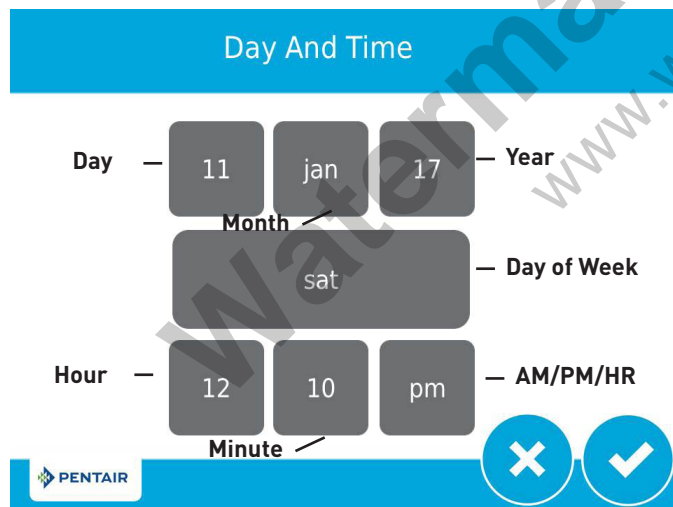 Day And Time
Day — 11 jan 17 — Year
Month
sat — Day of Week
Hour — 12 10 pm — AM/PM/HR
Minute
PENTAIR